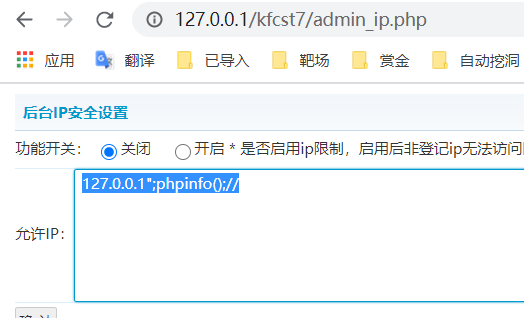 127.0.0.1/kfcst7/admin_ip.php
应用 翻译 已导入 靶场 赏金 自动挖洞
后台IP安全设置
功能开关： 关闭 开启 * 是否启用ip限制，启用后非登记ip无法访问
127.0.0.1";phpinfo();//
允许IP：
确 认